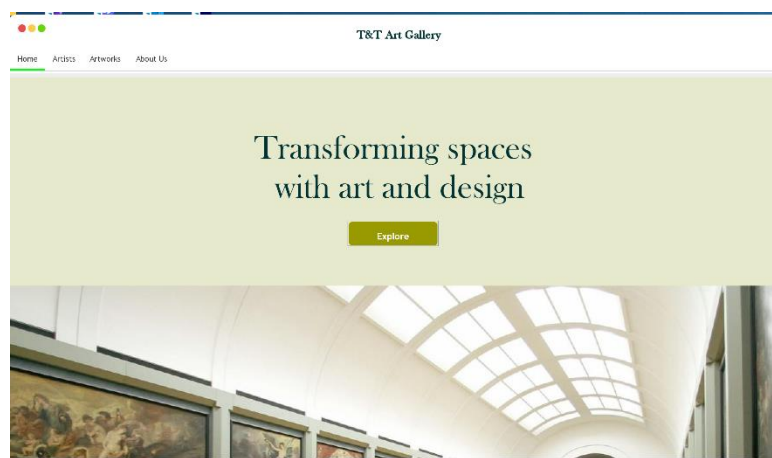 T&T Art Gallery
Home Artists Artworks About Us
Transforming spaces
with art and design
Explore